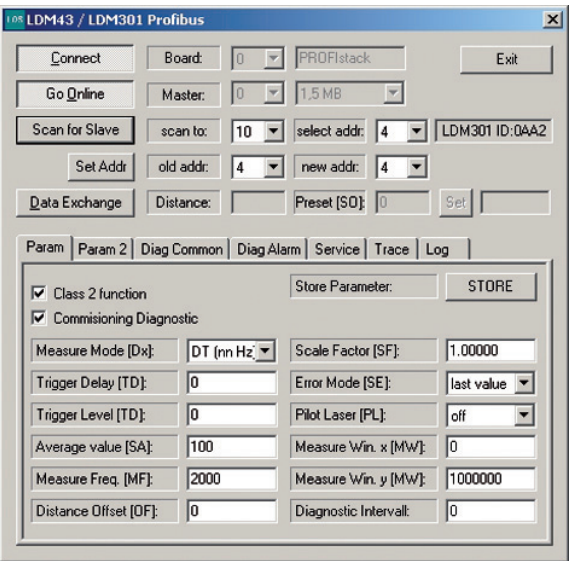 LOS LDM43 / LDM301 Profibus
Connect Board: 0 PROFIstack Exit
Go Online Master: 0 1,5 MB
Scan for Slave scan to: 10 select addr: 4 LDM301 ID:0AA2
Set Addr old addr: 4 new addr: 4
Data Exchange Distance: Preset [SO]: 0 Set
Param Param 2 Diag Common Diag Alarm Service Trace Log
Class 2 function Store Parameter: STORE
Commisioning Diagnostic
Measure Mode [Dx]: DT (nn Hz) Scale Factor [SF]: 1.00000
Trigger Delay [TD]: 0 Error Mode [SE]: last value
Trigger Level [TD]: 0 Pilot Laser [PL]: off
Average value [SA]: 100 Measure Win. x [MW]: 0
Measure Freq. [MF]: 2000 Measure Win. y [MW]: 1000000
Distance Offset [OF]: 0 Diagnostic Intervall: 0